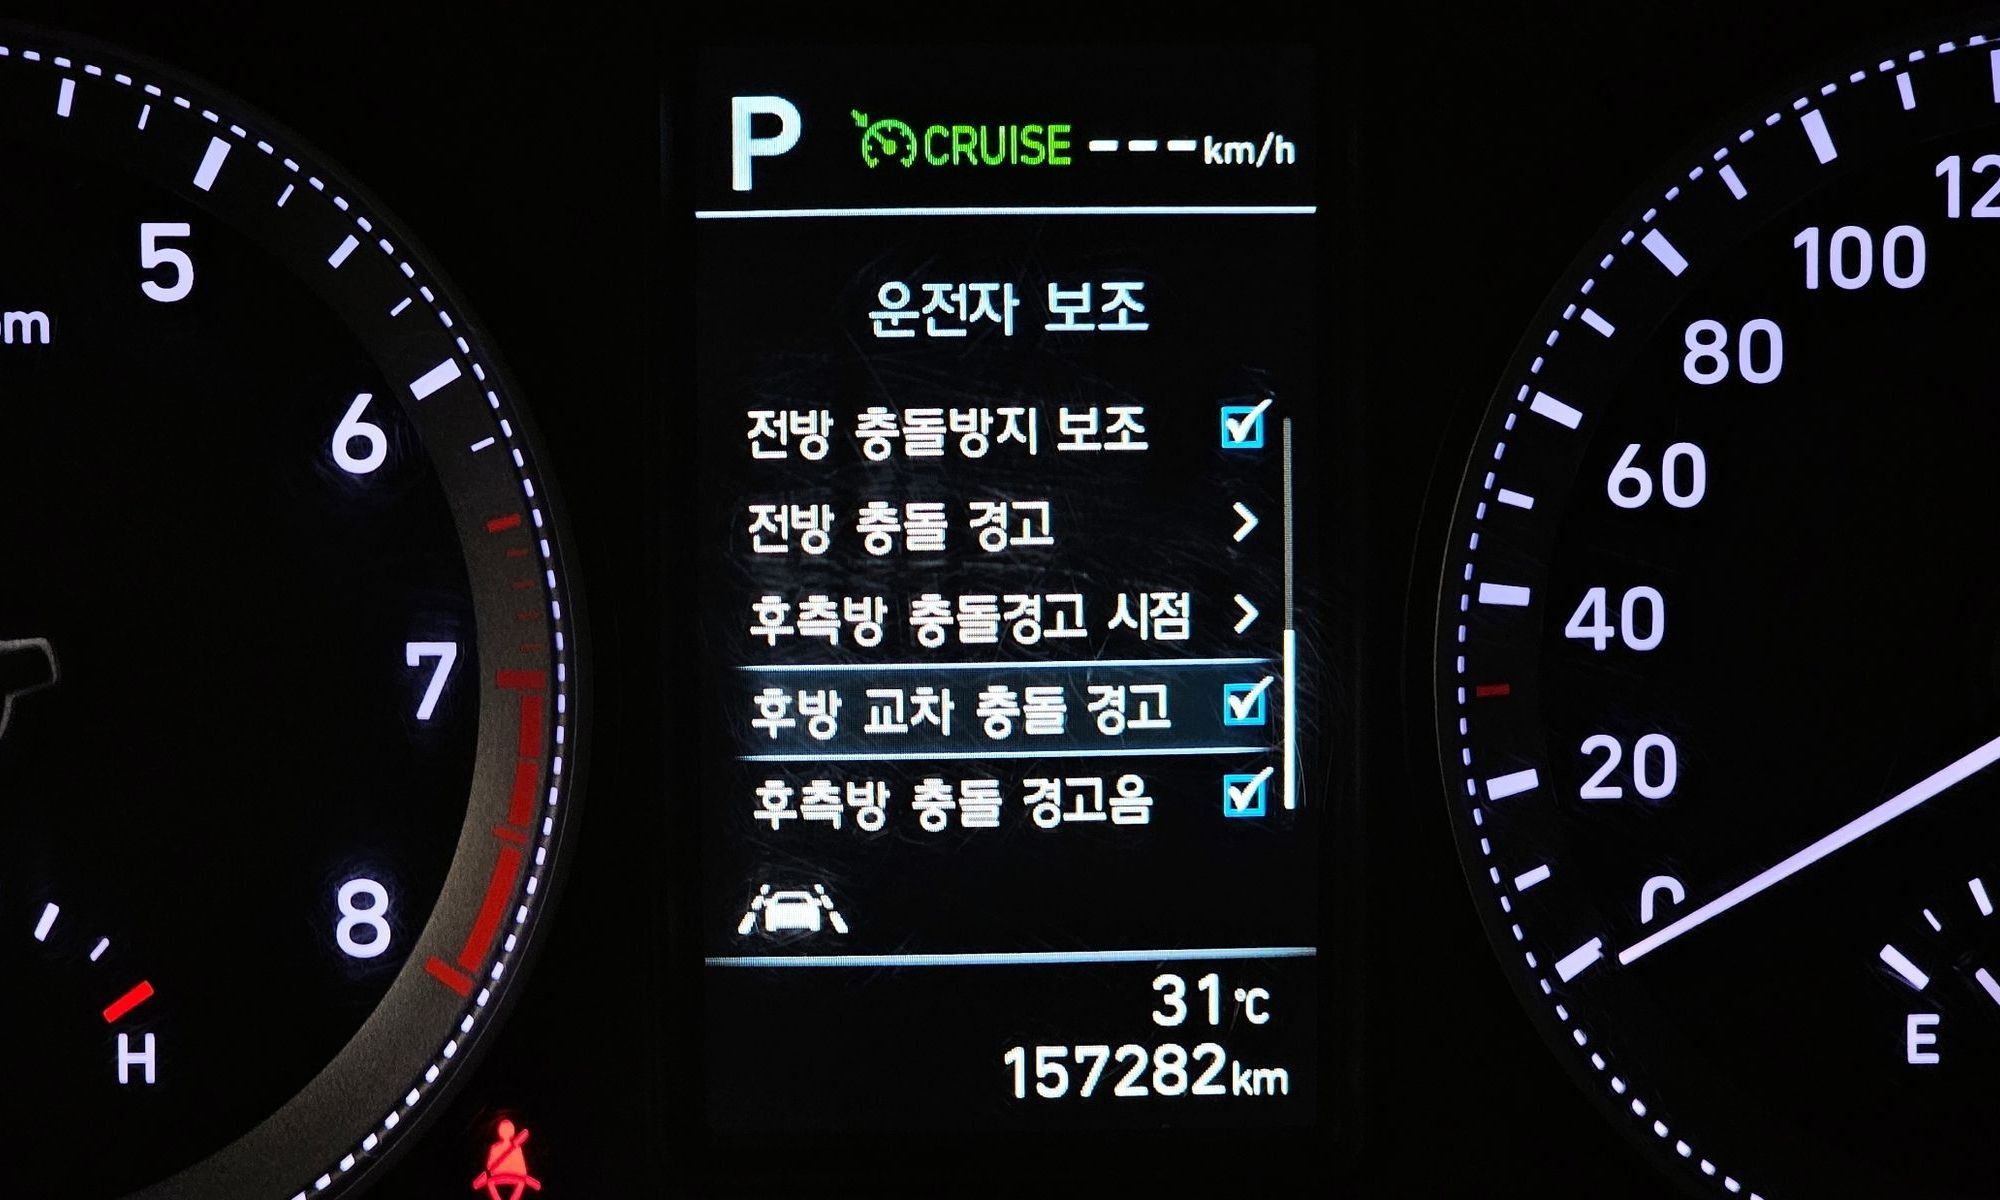 P CRUISE ---km/h
운전자 보조
전방 충돌방지 보조
전방 충돌 경고
후측방 충돌경고 시점
후방 교차 충돌 경고
후측방 충돌 경고음
31℃
157282km
5
6
7
8
H
100
80
60
40
20
0
E